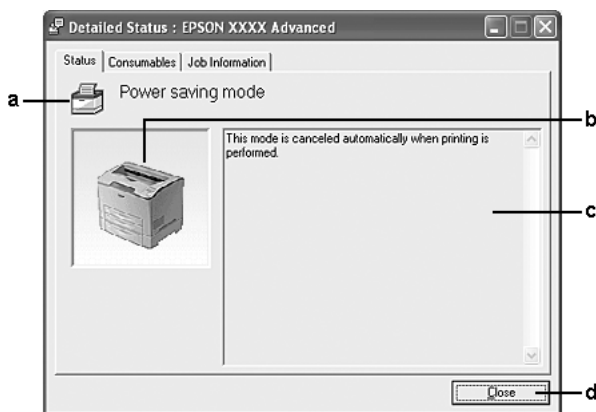 Detailed Status : EPSON XXXX Advanced
Status Consumables Job Information
a
Power saving mode
b
This mode is canceled automatically when printing is
performed.
c
Close
d